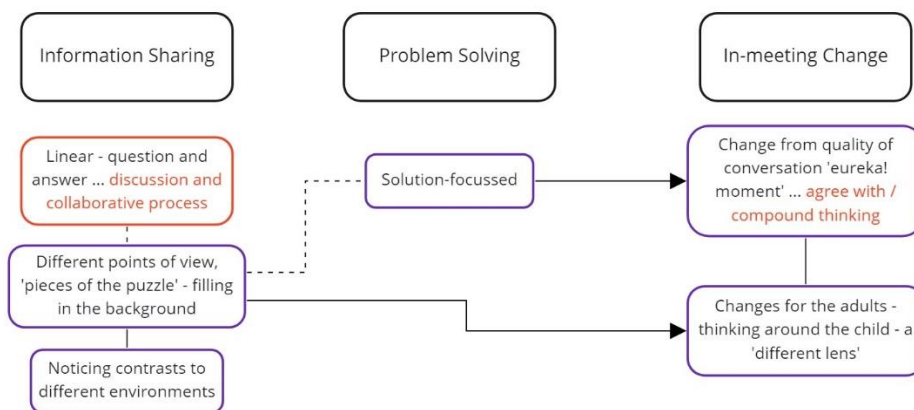 Information Sharing
Problem Solving
In-meeting Change
Linear - question and
answer ... discussion and
collaborative process
Different points of view,
'pieces of the puzzle' - filling
in the background
Noticing contrasts to
different environments
Solution-focussed
Change from quality of
conversation 'eureka!
moment' ... agree with /
compound thinking
Changes for the adults -
thinking around the child - a
'different lens'